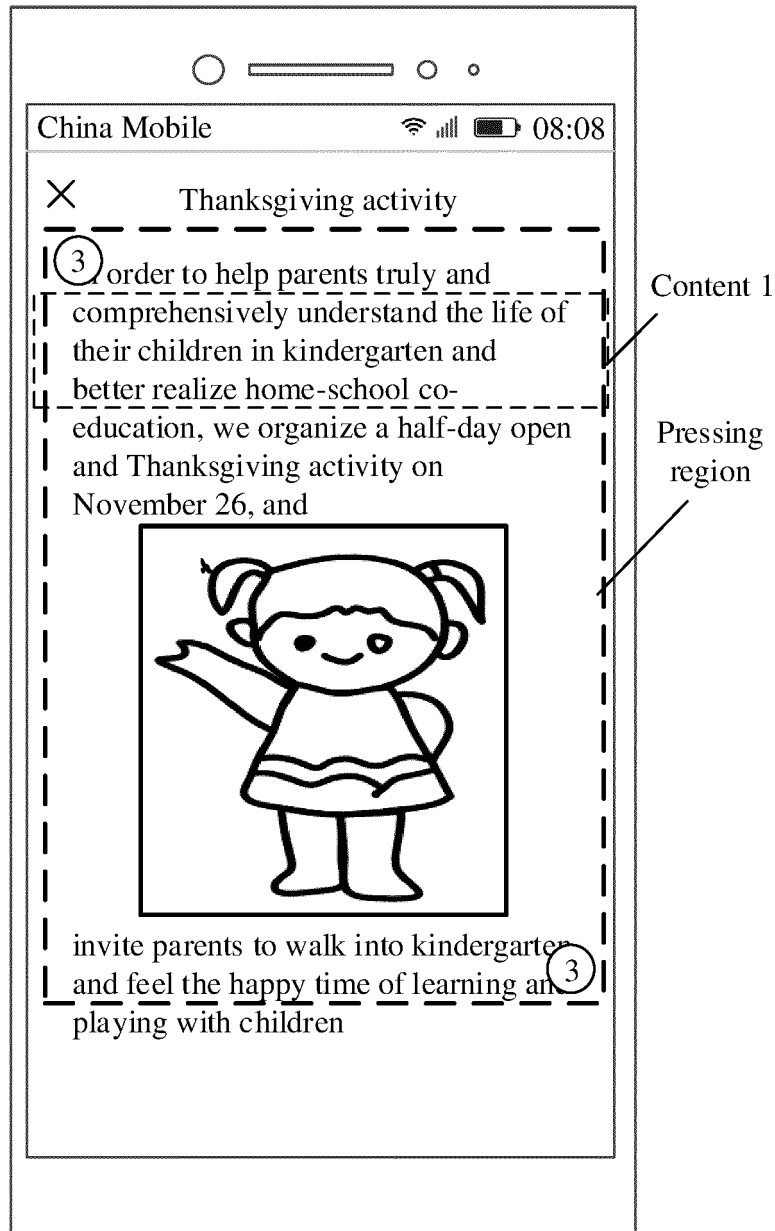 China Mobile 08:08
Thanksgiving activity
3
order to help parents truly and
comprehensively understand the life of
their children in kindergarten and
better realize home-school co-
education, we organize a half-day open
and Thanksgiving activity on
November 26, and
invite parents to walk into kindergarten
and feel the happy time of learning
3
playing with children
Content 1
Pressing
region